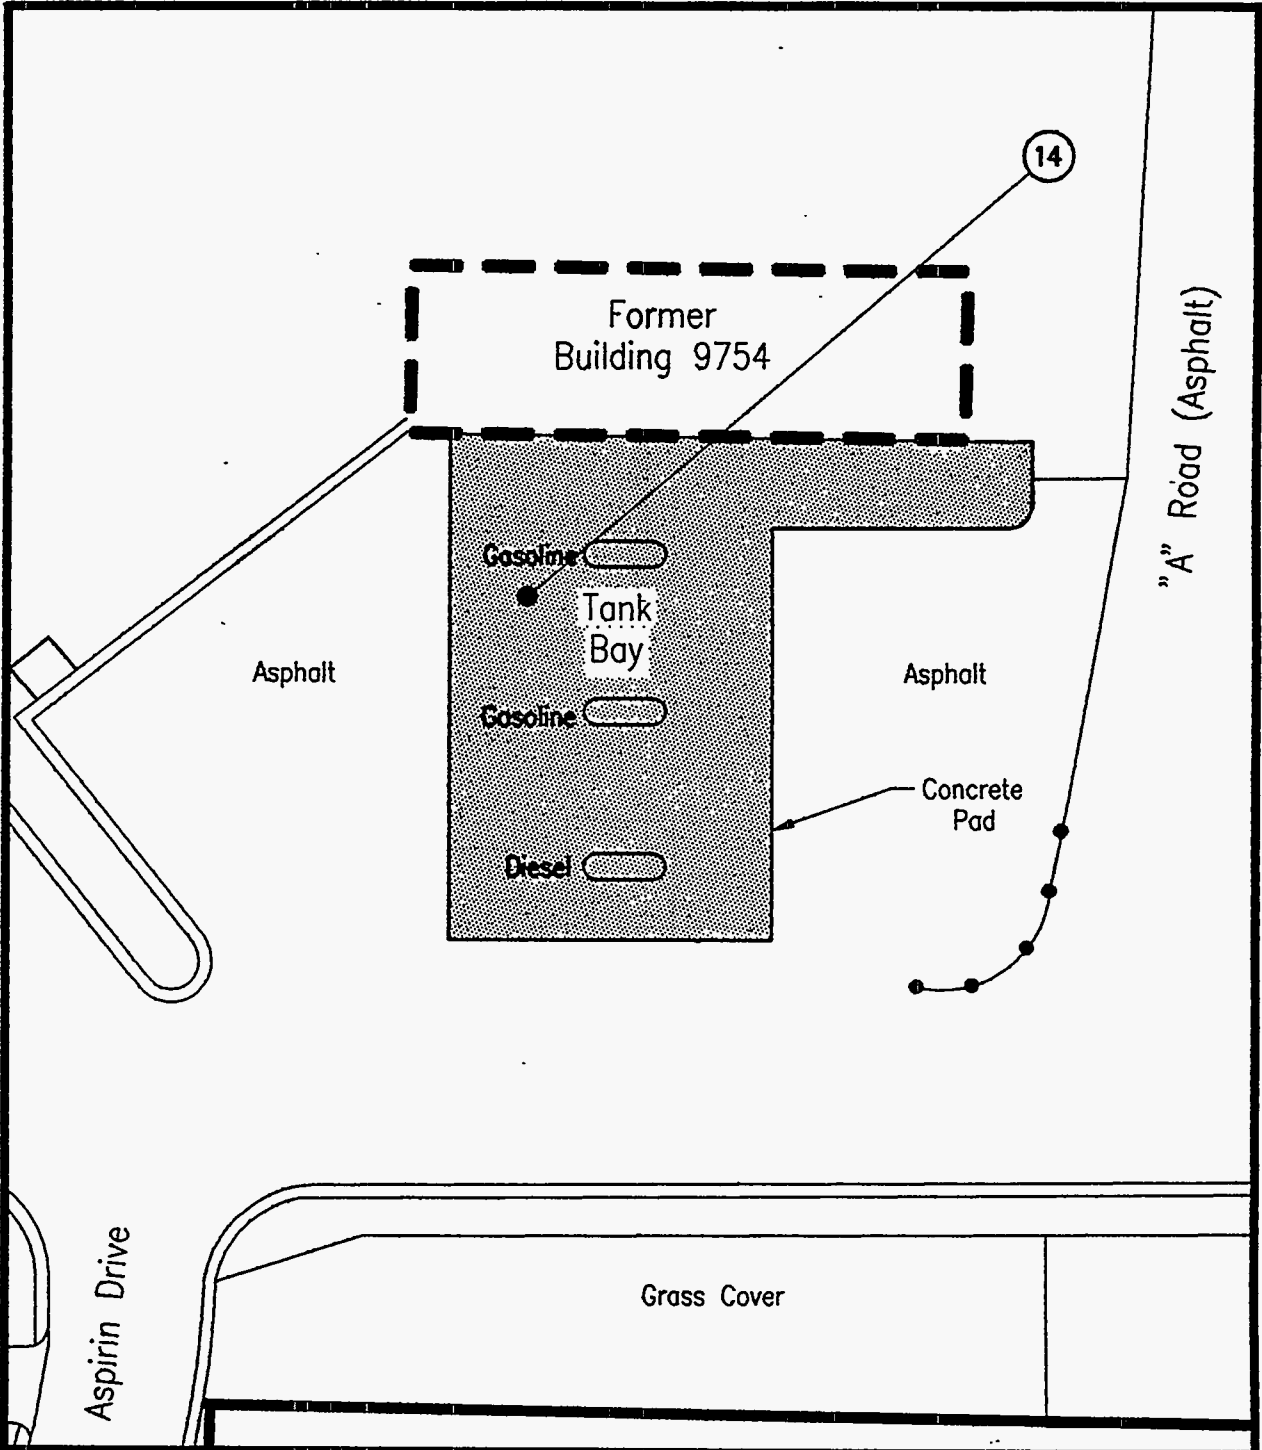 14
Former
Building 9754
"A" Road (Asphalt)
Gasoline
Tank
Bay
Asphalt
Asphalt
Gasoline
Concrete
Pad
Diesel
Grass Cover
Aspirin Drive